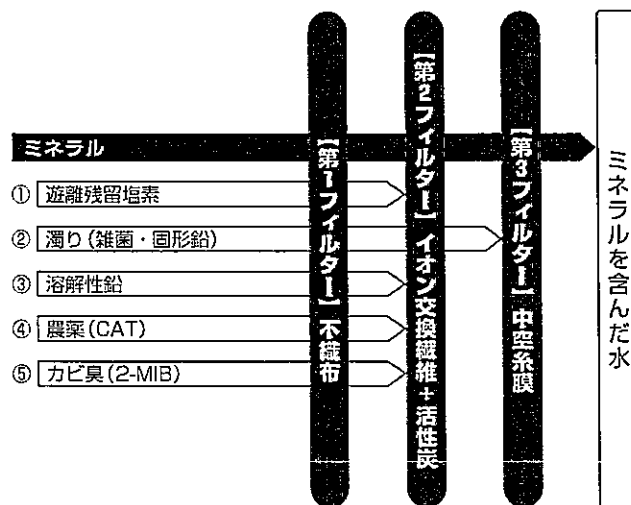 ミネラル
① 遊離残留塩素
② 濁り(雑菌・固形鉛)
③ 溶解性鉛
④ 農薬(CAT)
⑤ カビ臭(2-MIB)
【第1フィルター】不織布
【第2フィルター】イオン交換繊維+活性炭
【第3フィルター】中空糸膜
ミネラルを含んだ水